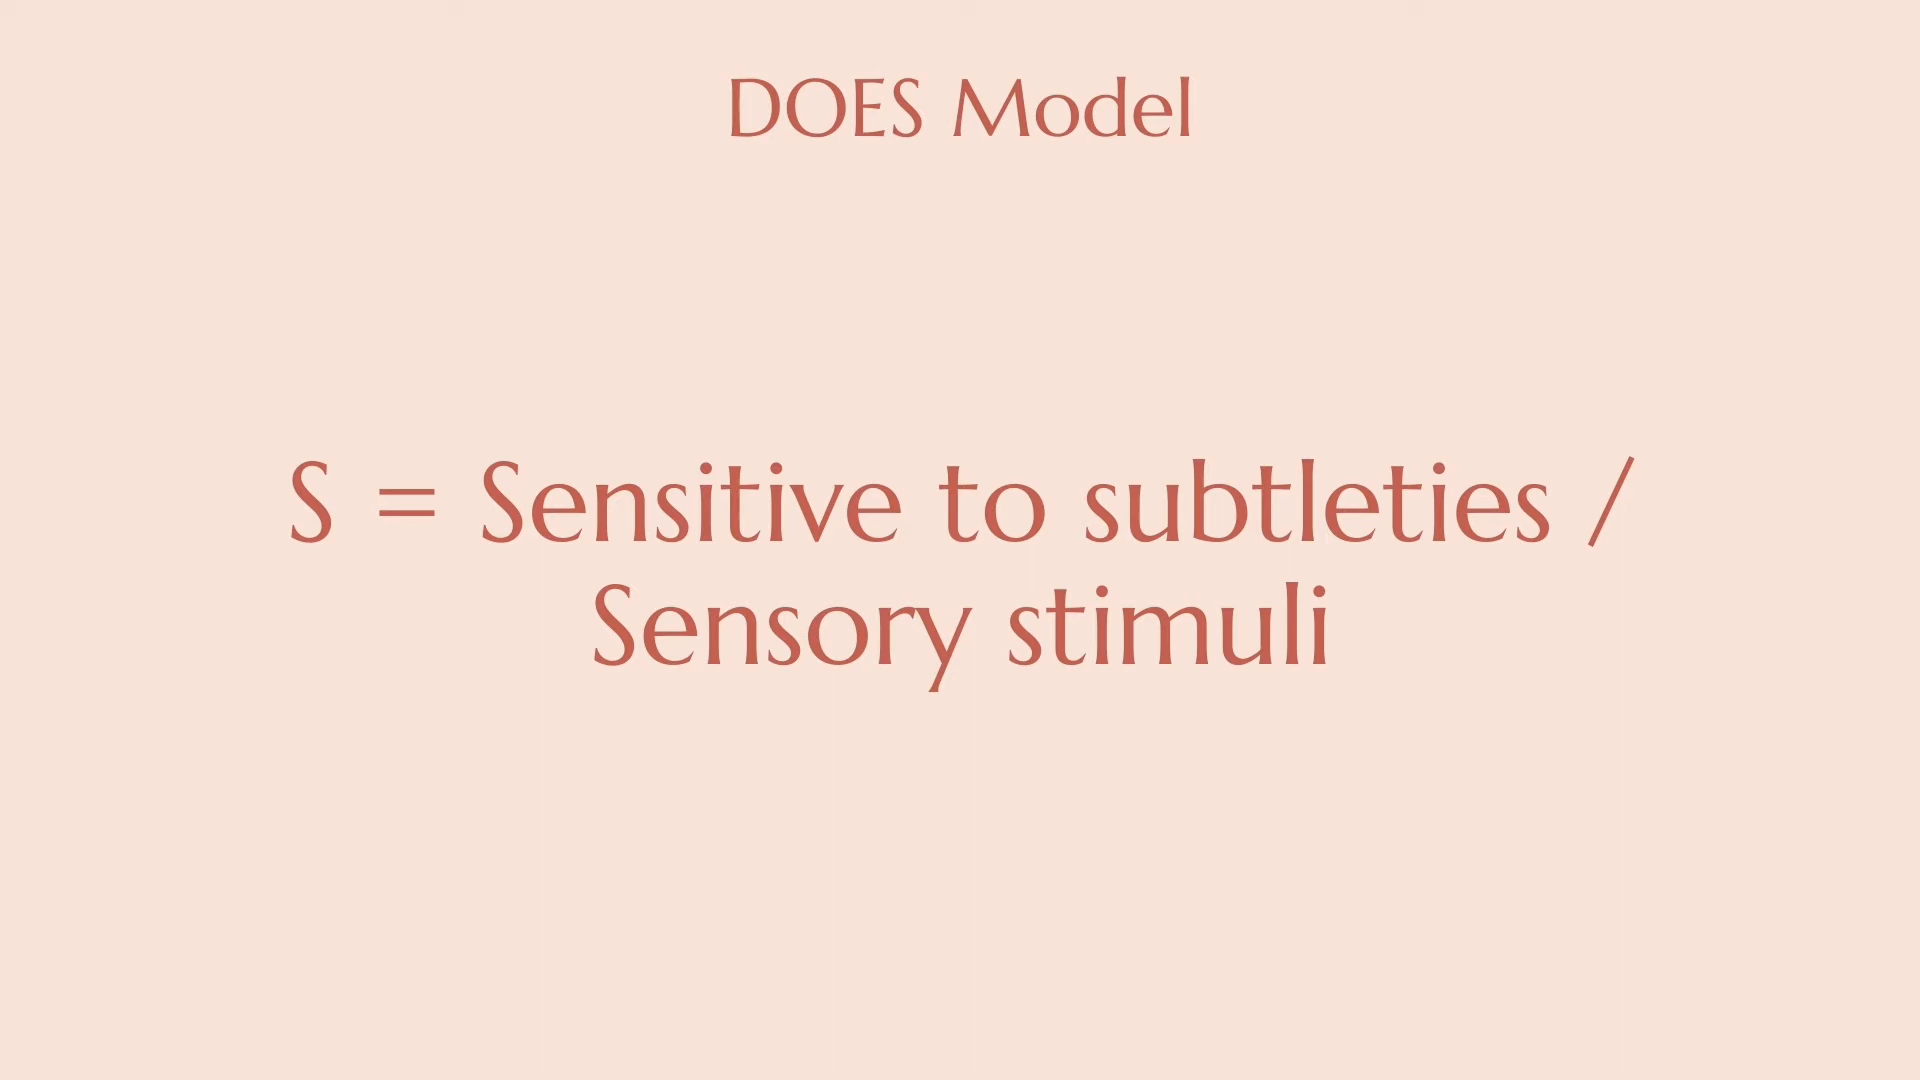 DOES Model
S = Sensitive to subtleties /
Sensory stimuli